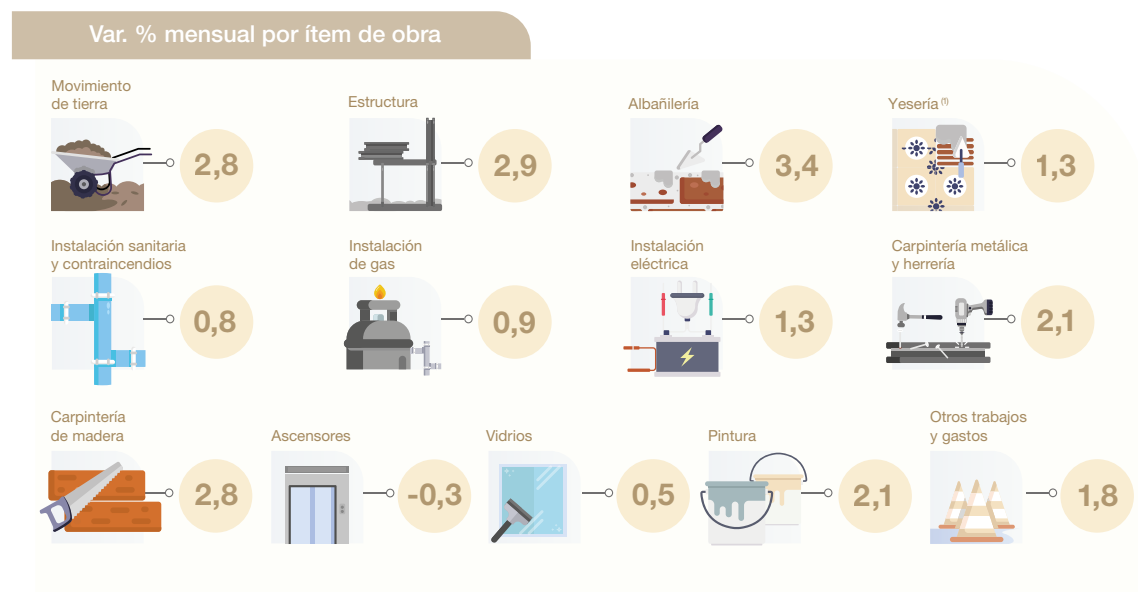 Var. % mensual por ítem de obra
Movimiento
de tierra
2,8
Estructura
2,9
Albañilería
3,4
Yesería (1)
1,3
Instalación sanitaria
y contraincendios
0,8
Instalación
de gas
0,9
Instalación
eléctrica
1,3
Carpintería metálica
y herrería
2,1
Carpintería
de madera
2,8
Ascensores
-0,3
Vidrios
0,5
Pintura
2,1
Otros trabajos
y gastos
1,8